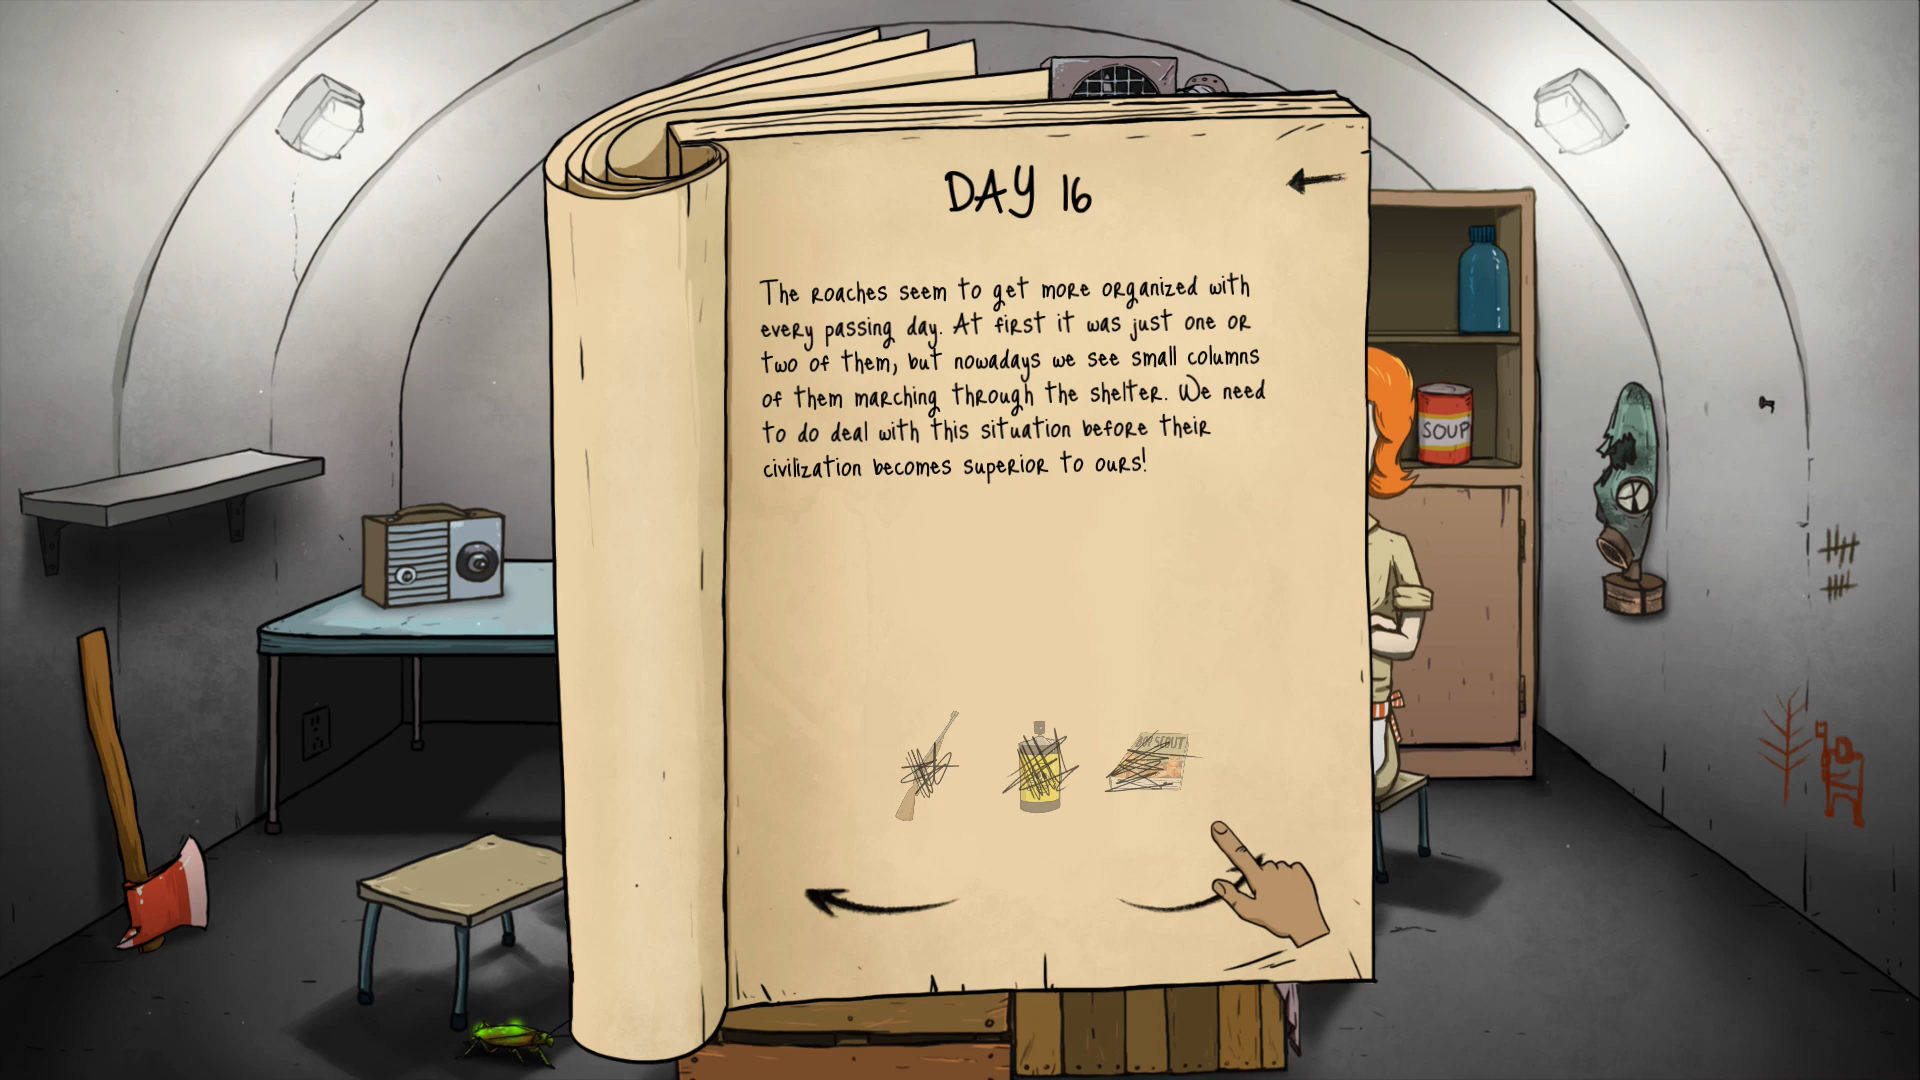 DAY 16
The roaches seem to get more organized with
every passing day. At first it was just one or
two of them, but nowadays we see small columns
of them marching through the shelter. We need
to do deal with this situation before their
civilization becomes superior to ours!
SOUP
SCOUT